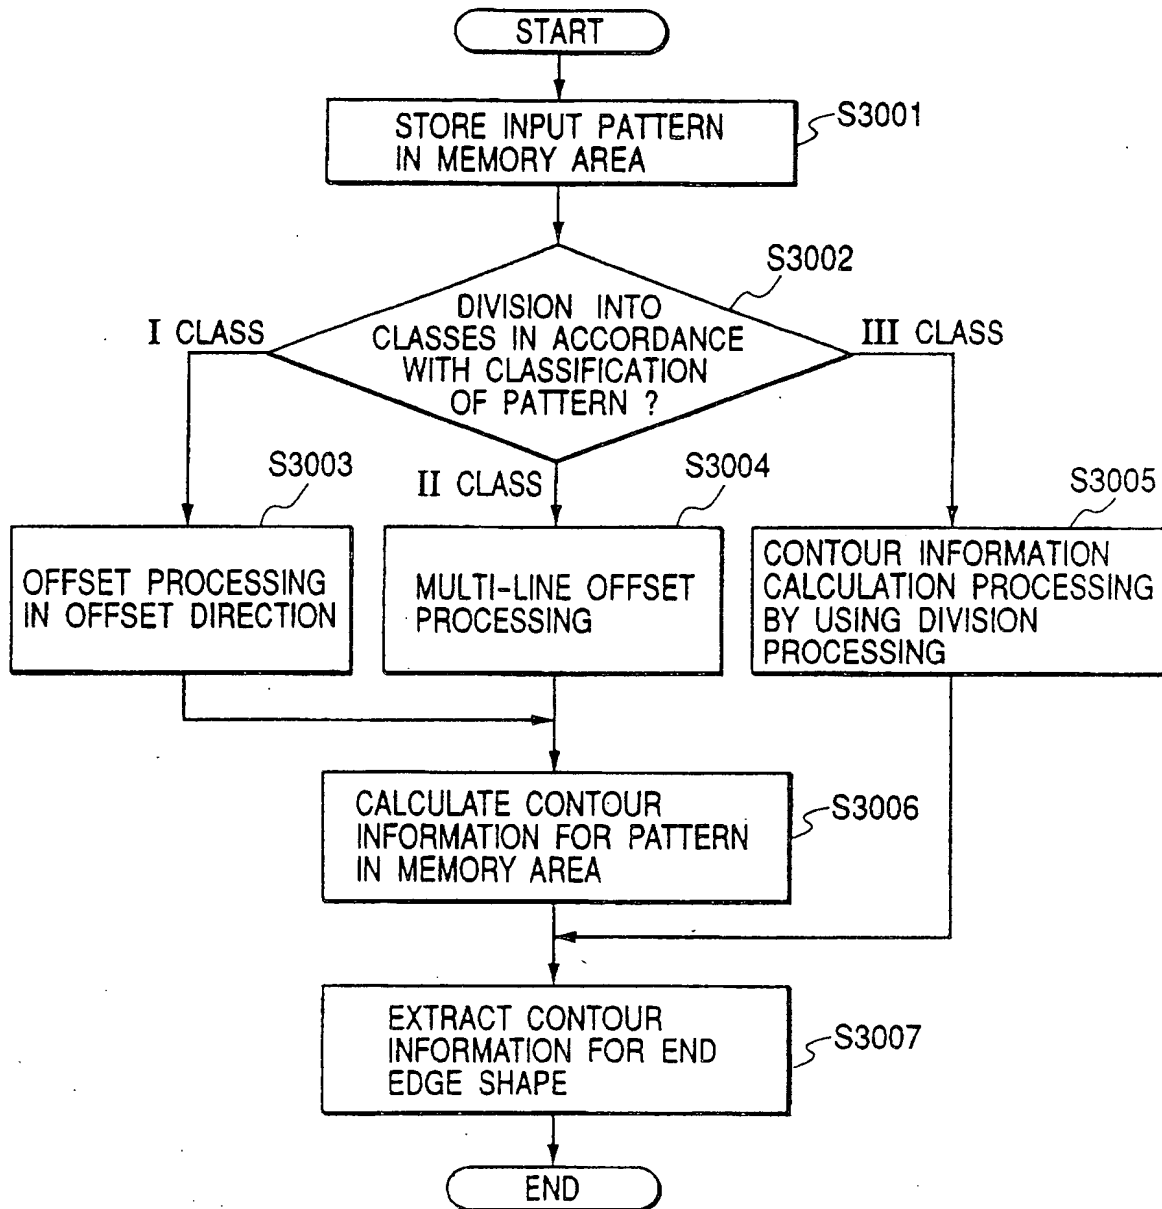 START
STORE INPUT PATTERN
IN MEMORY AREA
S3001
S3002
DIVISION INTO
CLASSES IN ACCORDANCE
WITH CLASSIFICATION
OF PATTERN ?
I CLASS
III CLASS
II CLASS
S3003
S3004
S3005
OFFSET PROCESSING
IN OFFSET DIRECTION
MULTI-LINE OFFSET
PROCESSING
CONTOUR INFORMATION
CALCULATION PROCESSING
BY USING DIVISION
PROCESSING
CALCULATE CONTOUR
INFORMATION FOR PATTERN
IN MEMORY AREA
S3006
EXTRACT CONTOUR
INFORMATION FOR END
EDGE SHAPE
S3007
END